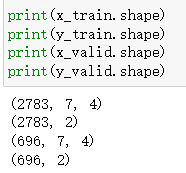 print(x_train.shape)
print(y_train.shape)
print(x_valid.shape)
print(y_valid.shape)
(2783, 7, 4)
(2783, 2)
(696, 7, 4)
(696, 2)